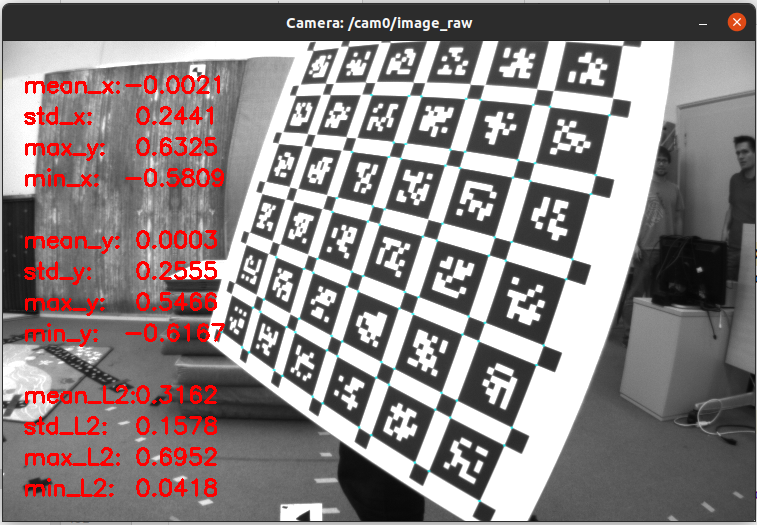 Camera: /cam0/image_raw
mean_x:-0.0021
std_x: 0.2441
max_y: 0.6325
min_x: -0.5809
mean_y: 0.0003
std_y: 0.2555
max_y: 0.5466
min_y: -0.6167
mean_L2:0.3162
std_L2: 0.1578
max_L2: 0.6952
min_L2: 0.0418